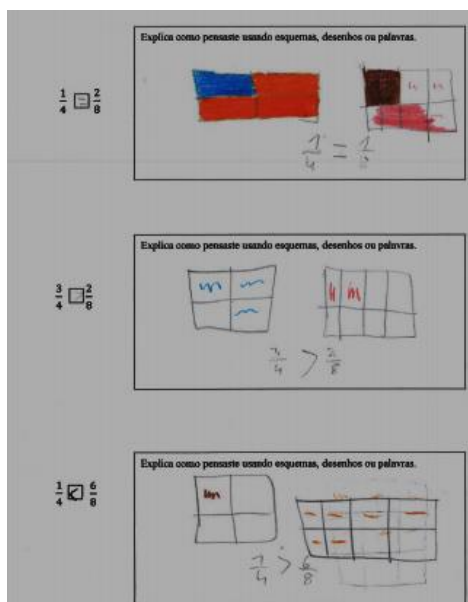 Explica como pensaste usando esquemas, desenhos ou palavras.
1/4 = 2/8
1/4 = 1/8
Explica como pensaste usando esquemas, desenhos ou palavras.
3/4 2/8
3/4 > 2/8
Explica como pensaste usando esquemas, desenhos ou palavras.
1/4 < 6/8
1/4 > 6/8